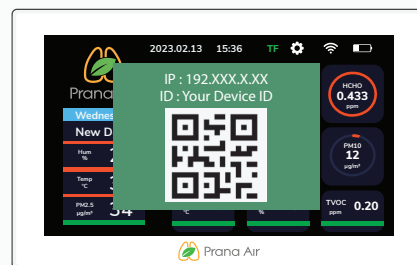 2023.02.13 15:36 TF
Prana
IP : 192.XXX.X.XX
ID : Your Device ID
HCHO
0.433
ppm
Wednes
New D
Hum
%
PM10
12
µg/m³
Temp
°C
PM2.5
µg/m³
34
°C
%
TVOC
ppm
0.20
Prana Air